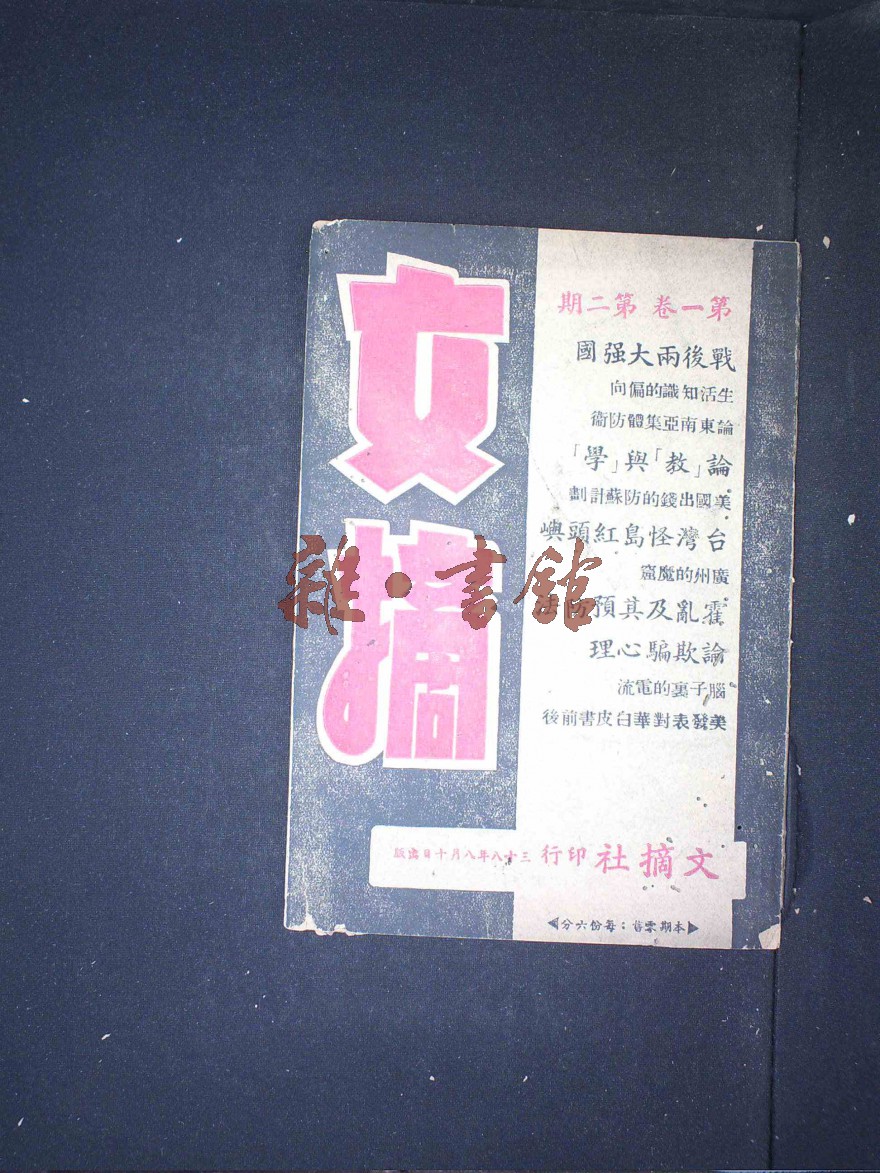 文摘
第一卷 第二期
戰後兩大强國
生活知識的偏向
論東南亞集體防衞
論「教」與「學」
美國出錢的防蘇計劃
台灣怪島紅頭嶼
廣州的魔窟
霍亂及其預防法
論欺騙心理
腦子裏的電流
美發表對華白皮書前後
文摘社印行 三十八年八月十日出版
▶本期零售：每份六分◀
雜·書館